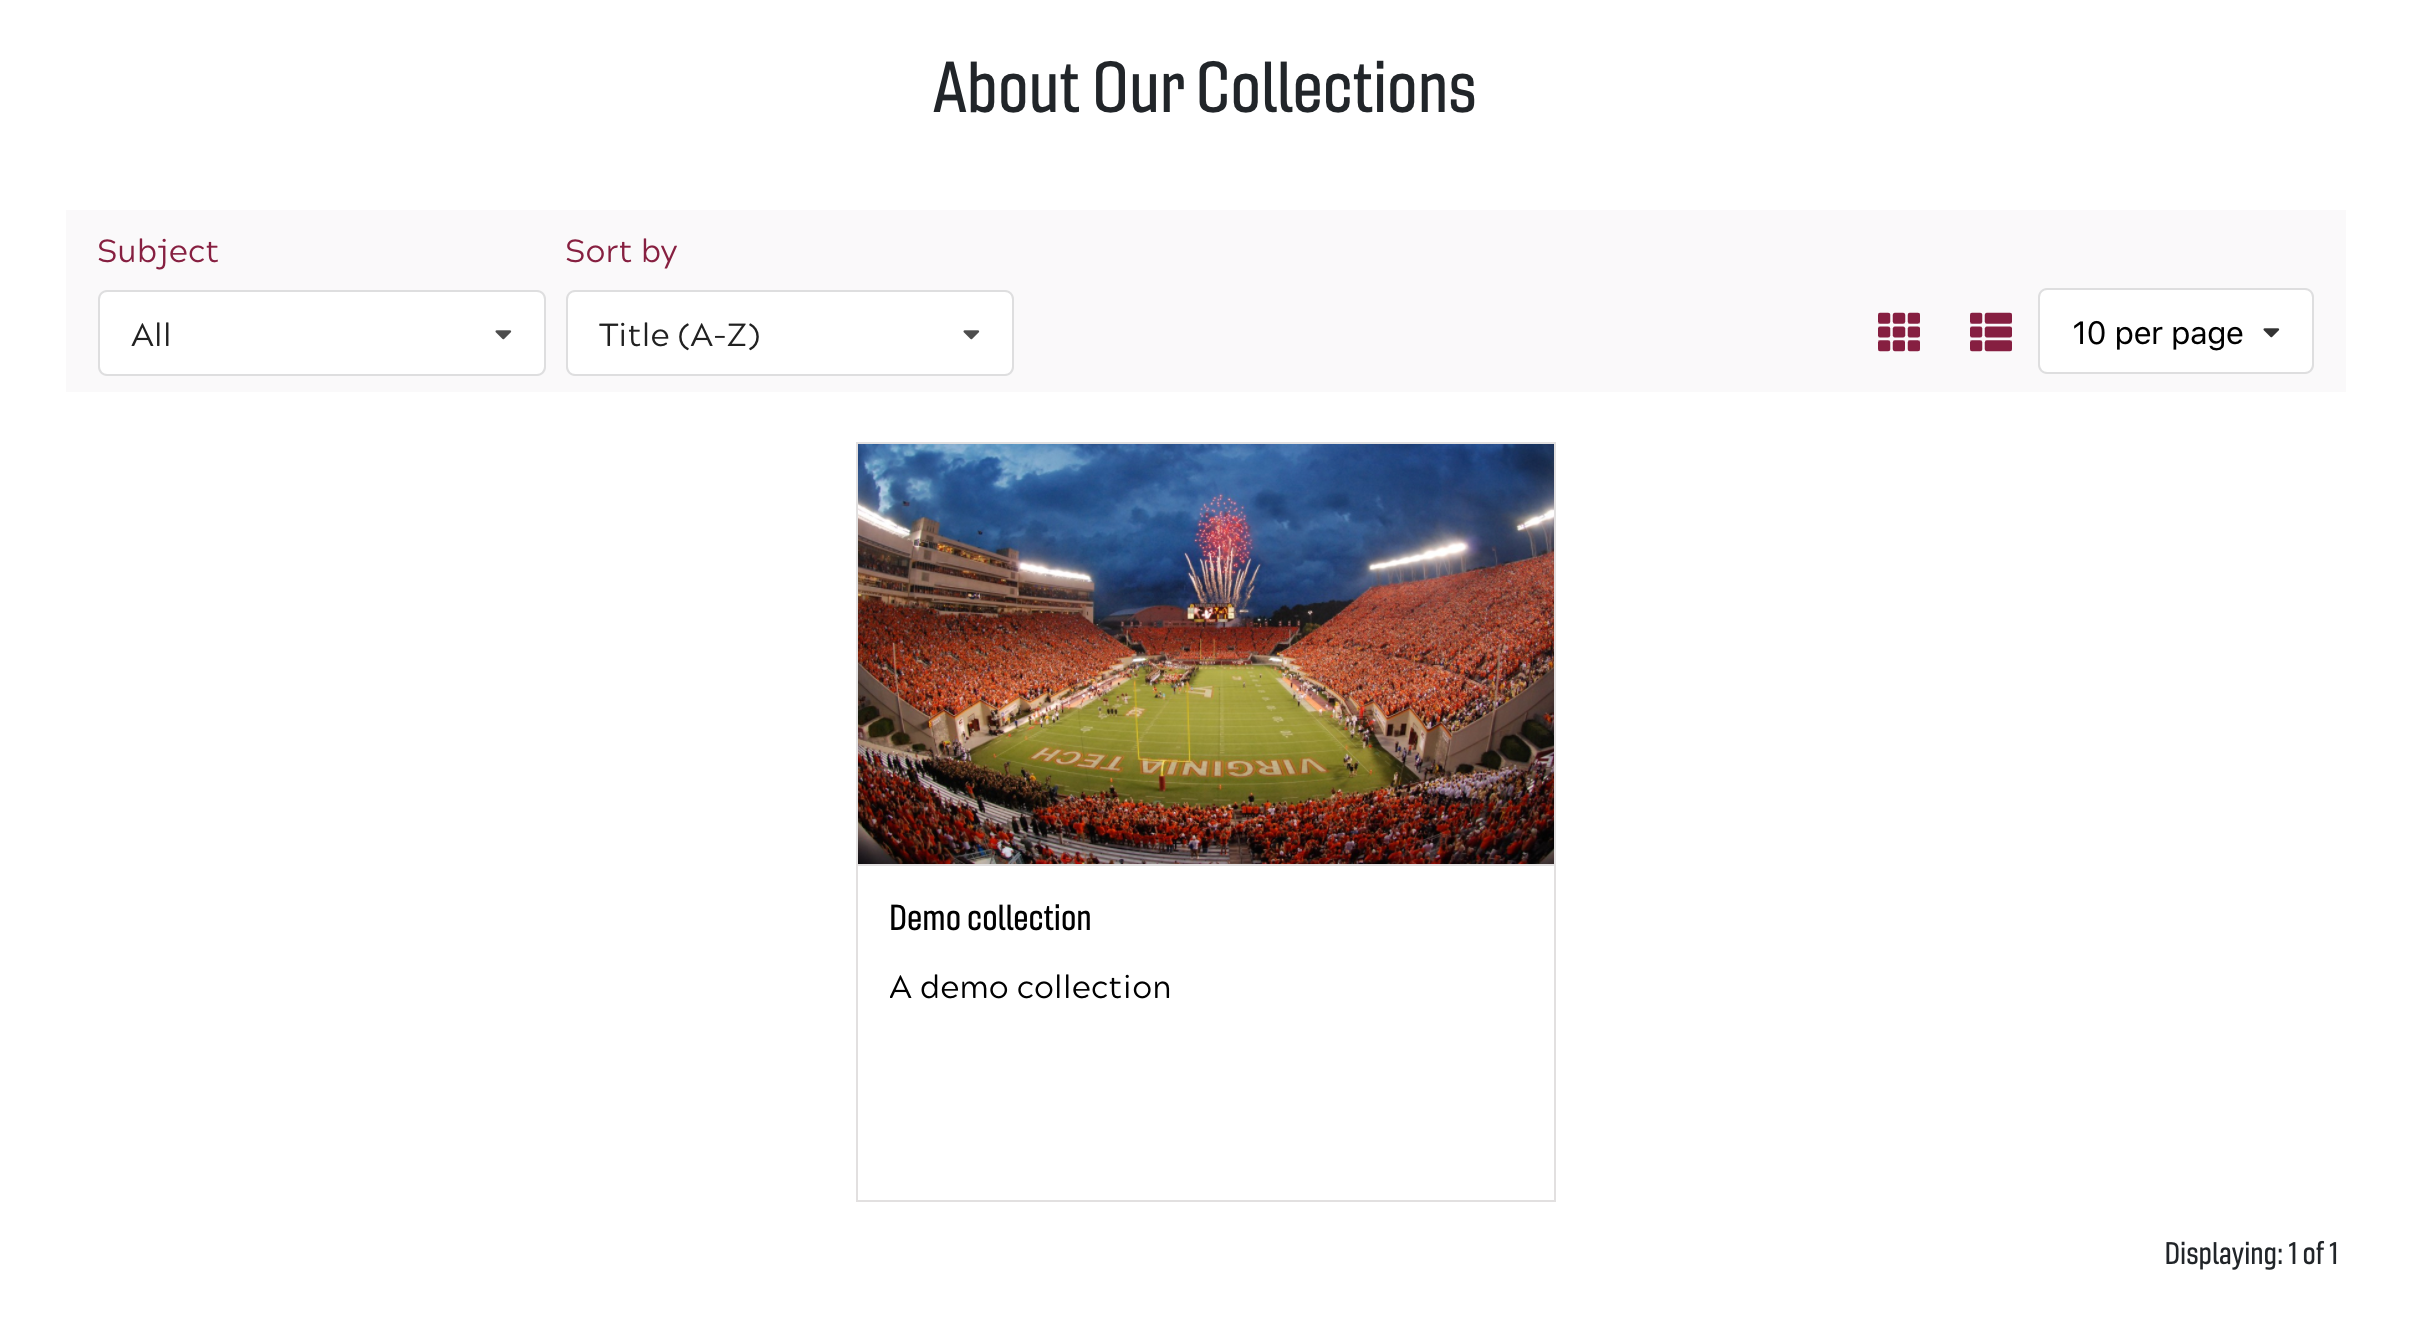 About Our Collections
Subject
Sort by
All
Title (A-Z)
10 per page
VIRGINIA TECH
Demo collection
A demo collection
Displaying: 1 of 1